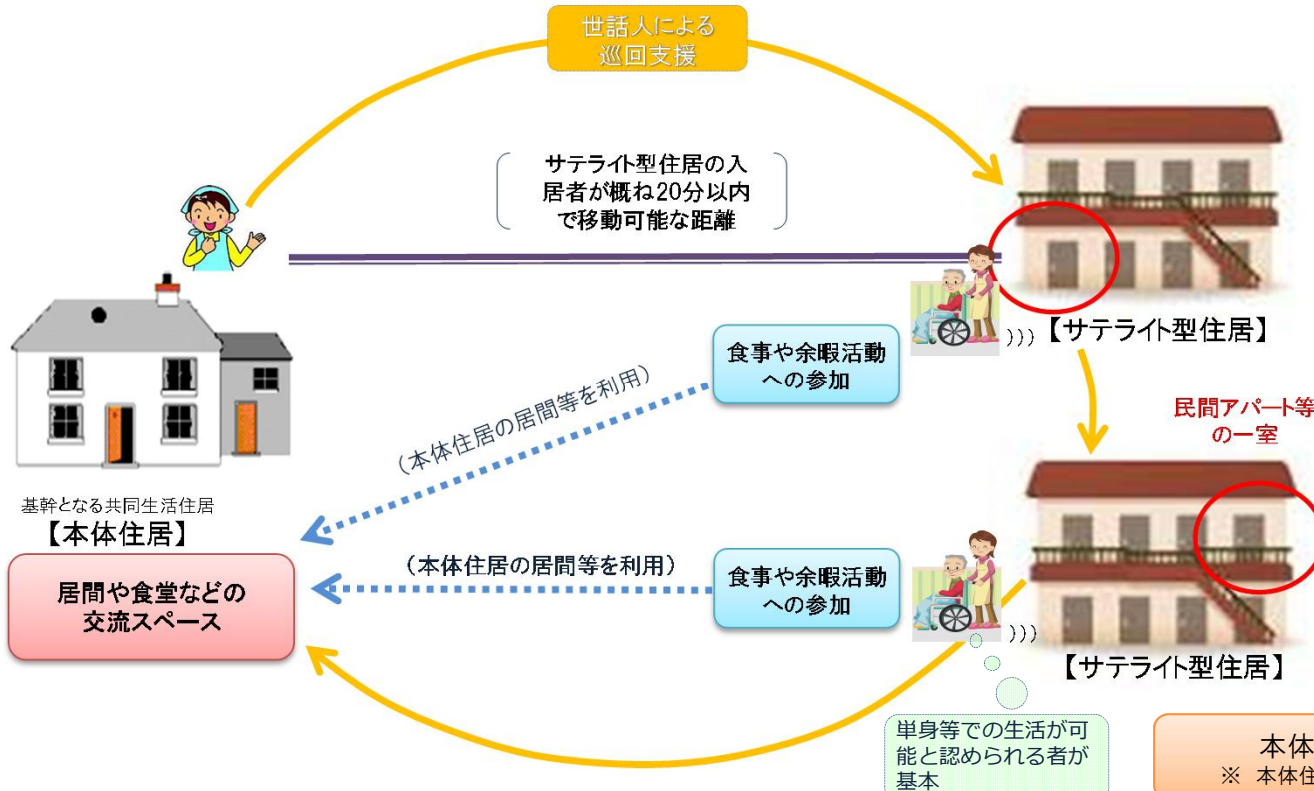 世話人による
巡回支援
サテライト型住居の入
居者が概ね20分以内
で移動可能な距離
)))
【サテライト型住居】
食事や余暇活動
への参加
(本体住居の居間等を利用)
民間アパート等
の一室
基幹となる共同生活住居
【本体住居】
居間や食堂などの
交流スペース
(本体住居の居間等を利用)
食事や余暇活動
への参加
)))
【サテライト型住居】
単身等での生活が可
能と認められる者が
基本
本体
※ 本体住